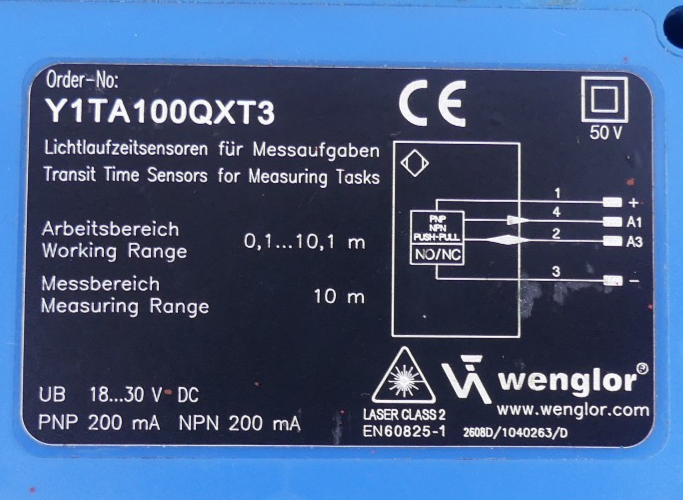 Order-No:
Y1TA100QXT3
CE
50 V
Lichtlaufzeitsensoren für Messaufgaben
Transit Time Sensors for Measuring Tasks
Arbeitsbereich
Working Range 0,1...10,1 m
Messbereich
Measuring Range 10 m
PNP
NPN
PUSH-PULL
NO/NC
1 +
4 A1
2 A3
3 -
UB 18...30 V DC
PNP 200 mA NPN 200 mA
LASER CLASS 2
EN60825-1
wenglor®
www.wenglor.com
2608D/1040263/D